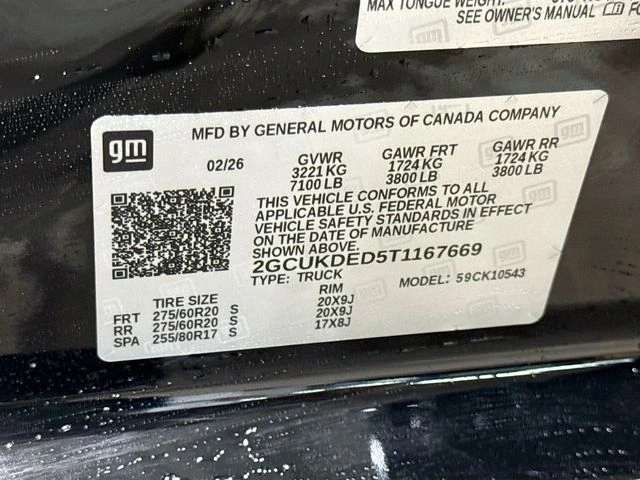 MAX TONGUE WEIGHT:
SEE OWNER'S MANUAL
gm
MFD BY GENERAL MOTORS OF CANADA COMPANY
02/26 GVWR GAWR FRT GAWR RR
3221 KG 1724 KG 1724 KG
7100 LB 3800 LB 3800 LB
THIS VEHICLE CONFORMS TO ALL
APPLICABLE U.S. FEDERAL MOTOR
VEHICLE SAFETY STANDARDS IN EFFECT
ON THE DATE OF MANUFACTURE
SHOWN ABOVE.
2GCUKDED5T1167669
TYPE: TRUCK MODEL: 59CK10543
TIRE SIZE RIM
FRT 275/60R20 S 20X9J
RR 275/60R20 S 20X9J
SPA 255/80R17 S 17X8J